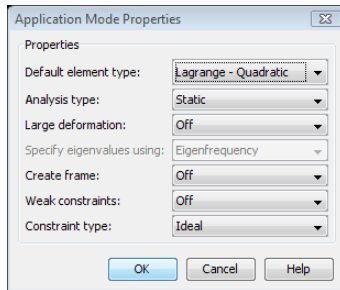 Application Mode Properties
Properties
Default element type: Lagrange - Quadratic
Analysis type: Static
Large deformation: Off
Specify eigenvalues using: Eigenfrequency
Create frame: Off
Weak constraints: Off
Constraint type: Ideal
OK Cancel Help